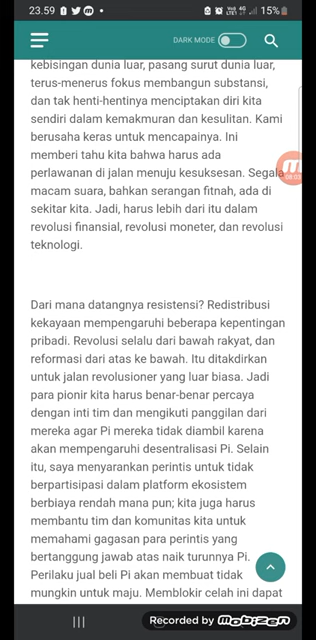 23.59
VoLTE1 4G
15%
DARK MODE
kebisingan dunia luar, pasang surut dunia luar,
terus-menerus fokus membangun substansi,
dan tak henti-hentinya menciptakan diri kita
sendiri dalam kemakmuran dan kesulitan. Kami
berusaha keras untuk mencapainya. Ini
memberi tahu kita bahwa harus ada
perlawanan di jalan menuju kesuksesan. Segala
macam suara, bahkan serangan fitnah, ada di
sekitar kita. Jadi, harus lebih dari itu dalam
revolusi finansial, revolusi moneter, dan revolusi
teknologi.
08:03
Dari mana datangnya resistensi? Redistribusi
kekayaan mempengaruhi beberapa kepentingan
pribadi. Revolusi selalu dari bawah rakyat, dan
reformasi dari atas ke bawah. Itu ditakdirkan
untuk jalan revolusioner yang luar biasa. Jadi
para pionir kita harus benar-benar percaya
dengan inti tim dan mengikuti panggilan dari
mereka agar Pi mereka tidak diambil karena
akan mempengaruhi desentralisasi Pi. Selain
itu, saya menyarankan perintis untuk tidak
berpartisipasi dalam platform ekosistem
berbiaya rendah mana pun; kita juga harus
membantu tim dan komunitas kita untuk
memahami gagasan para perintis yang
bertanggung jawab atas naik turunnya Pi.
Perilaku jual beli Pi akan membuat tidak
mungkin untuk maju. Memblokir celah ini dapat
Recorded by mobizen